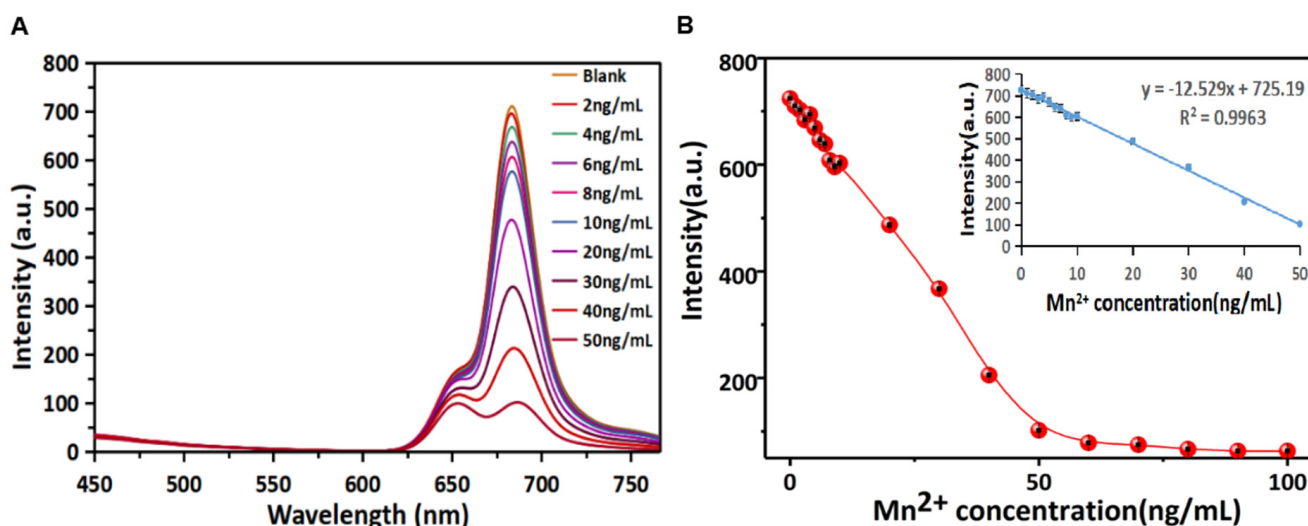 A
800
700
600
500
400
300
200
100
0
Intensity (a.u.)
450
500
550
600
650
700
750
Wavelength (nm)
Blank
2ng/mL
4ng/mL
6ng/mL
8ng/mL
10ng/mL
20ng/mL
30ng/mL
40ng/mL
50ng/mL
B
800
600
400
200
Intensity(a.u.)
0
50
100
Mn²⁺ concentration(ng/mL)
800
700
600
500
400
300
200
100
0
Intensity(a.u.)
y = -12.529x + 725.19
R² = 0.9963
0
10
20
30
40
50
Mn²⁺ concentration(ng/mL)